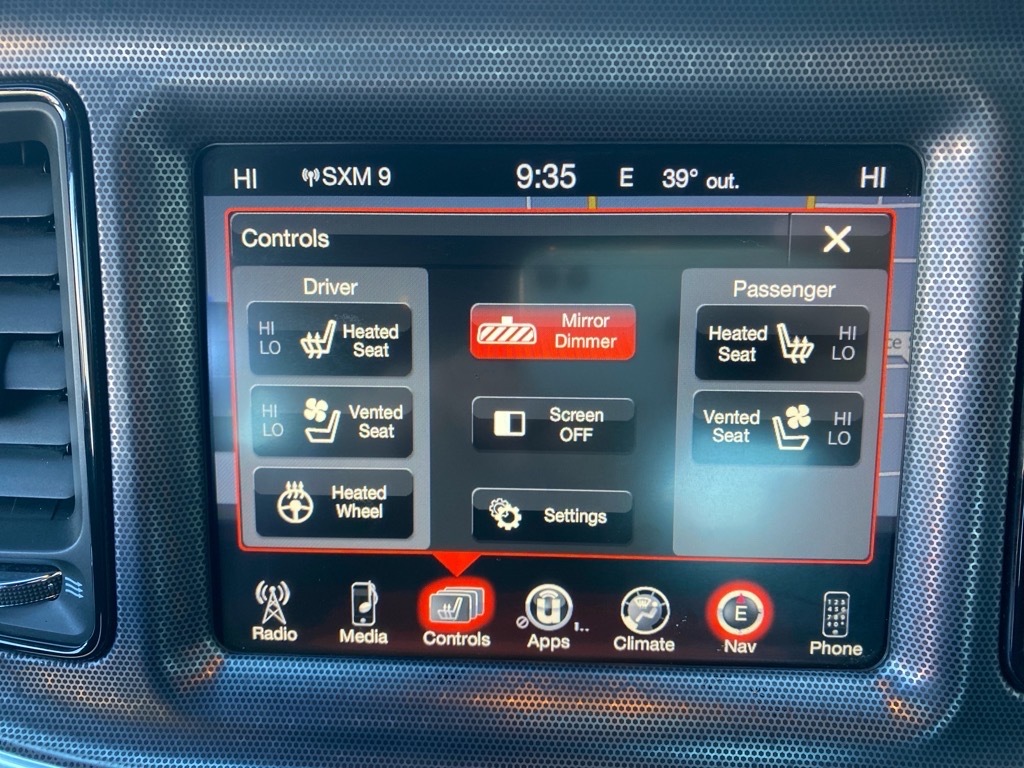 HI SXM 9 9:35 E 39° out. HI
Controls
Driver
HI
LO
Heated
Seat
HI
LO
Vented
Seat
Heated
Wheel
Mirror
Dimmer
Screen
OFF
Settings
Passenger
Heated
Seat
HI
LO
Vented
Seat
HI
LO
Radio
Media
Controls
Apps
Climate
E
Nav
Phone